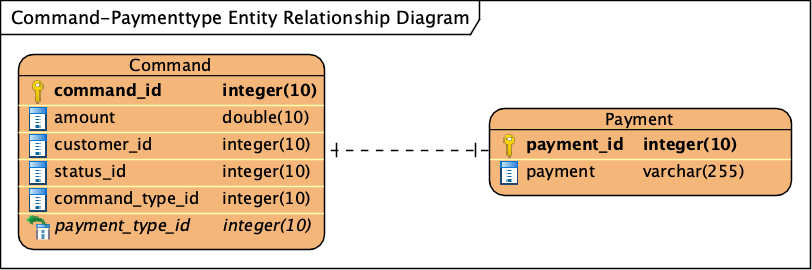 Command-Paymenttype Entity Relationship Diagram
Command
command_id integer(10)
amount double(10)
customer_id integer(10)
status_id integer(10)
command_type_id integer(10)
payment_type_id integer(10)
Payment
payment_id integer(10)
payment varchar(255)